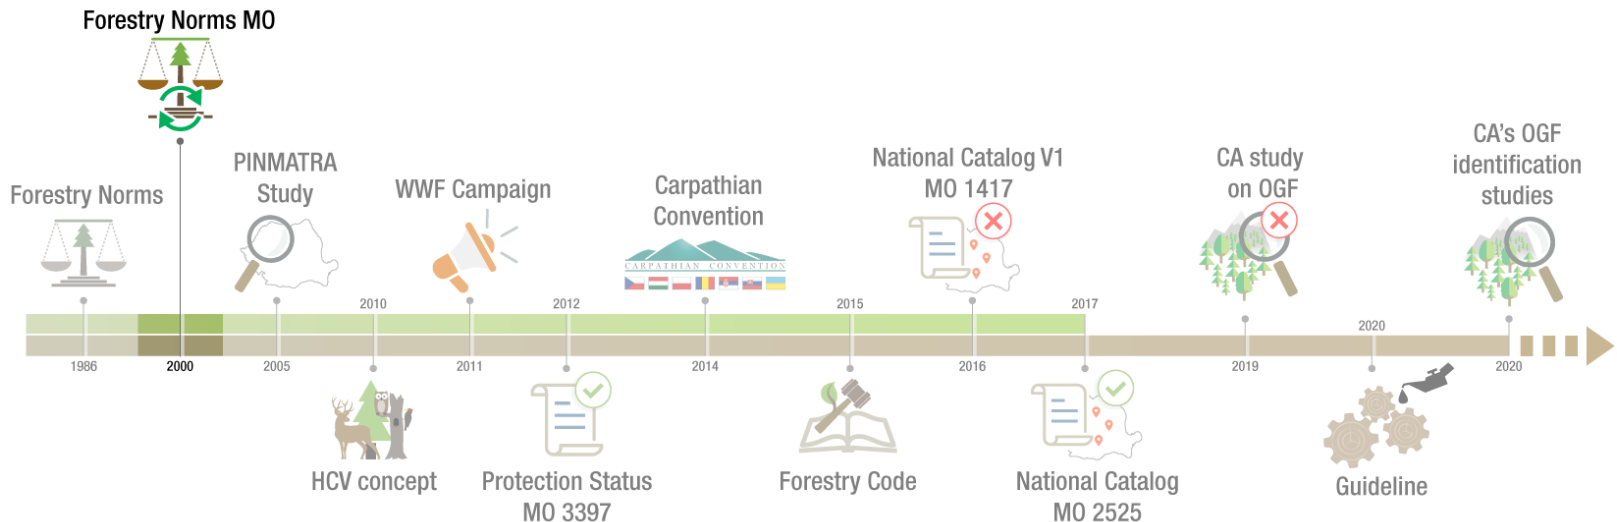 Forestry Norms MO
Forestry Norms
PINMATRA
Study
WWF Campaign
Carpathian
Convention
CARPATHIAN CONVENTION
National Catalog V1
MO 1417
CA study
on OGF
CA's OGF
identification
studies
2010
2012
2015
2017
2020
1986
2000
2005
2011
2014
2016
2019
2020
HCV concept
Protection Status
MO 3397
Forestry Code
National Catalog
MO 2525
Guideline